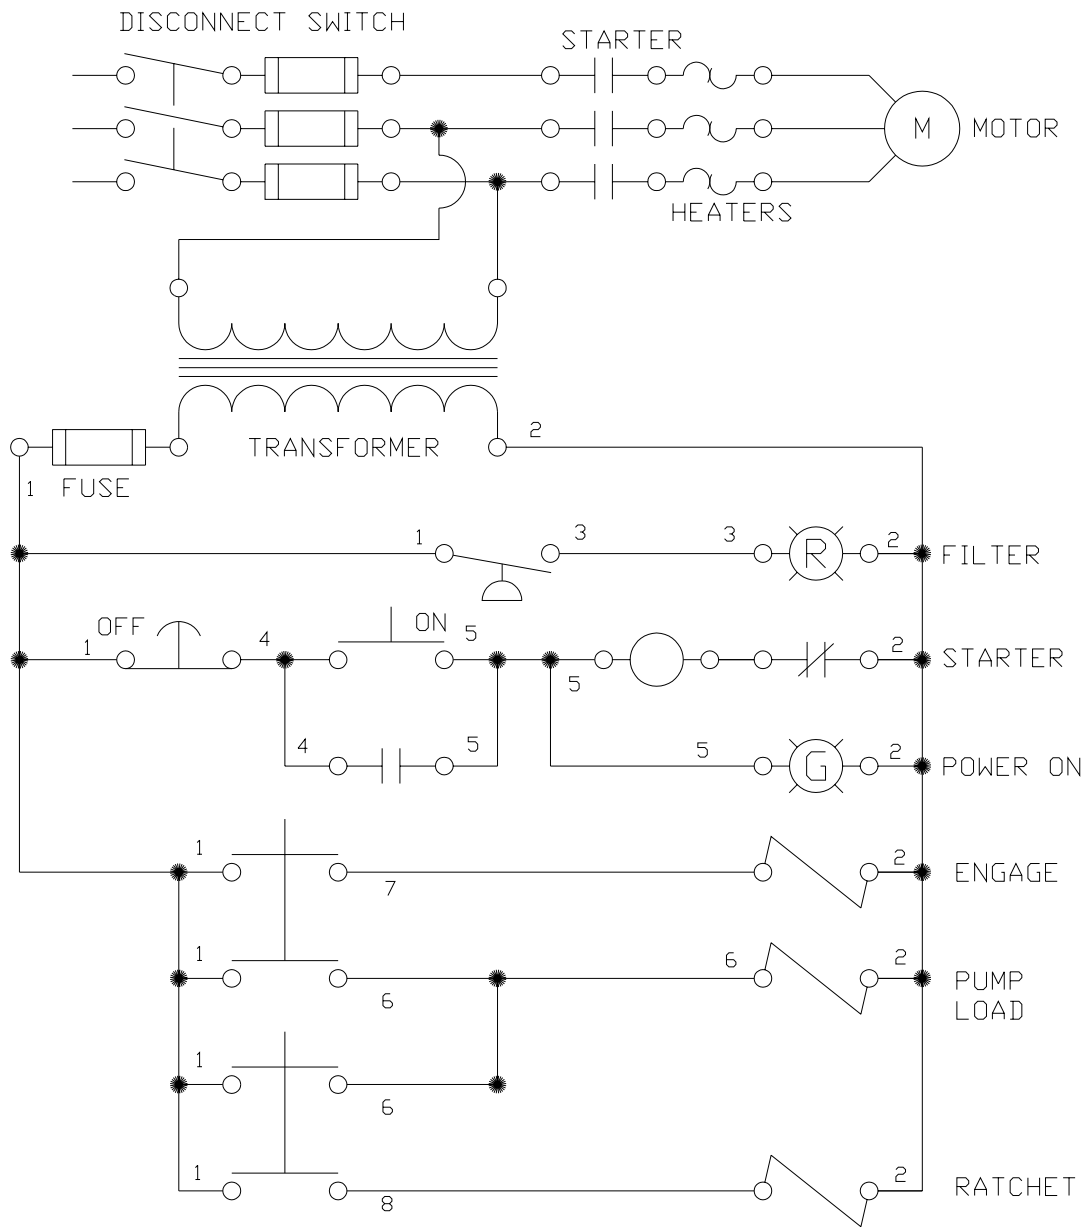 DISCONNECT SWITCH
STARTER
M
MOTOR
HEATERS
2
TRANSFORMER
1
FUSE
1
3
3
R
2
FILTER
OFF
1
4
ON
5
5
2
STARTER
4
5
5
G
2
POWER ON
1
7
2
ENGAGE
1
6
6
2
PUMP
LOAD
1
6
1
8
2
RATCHET